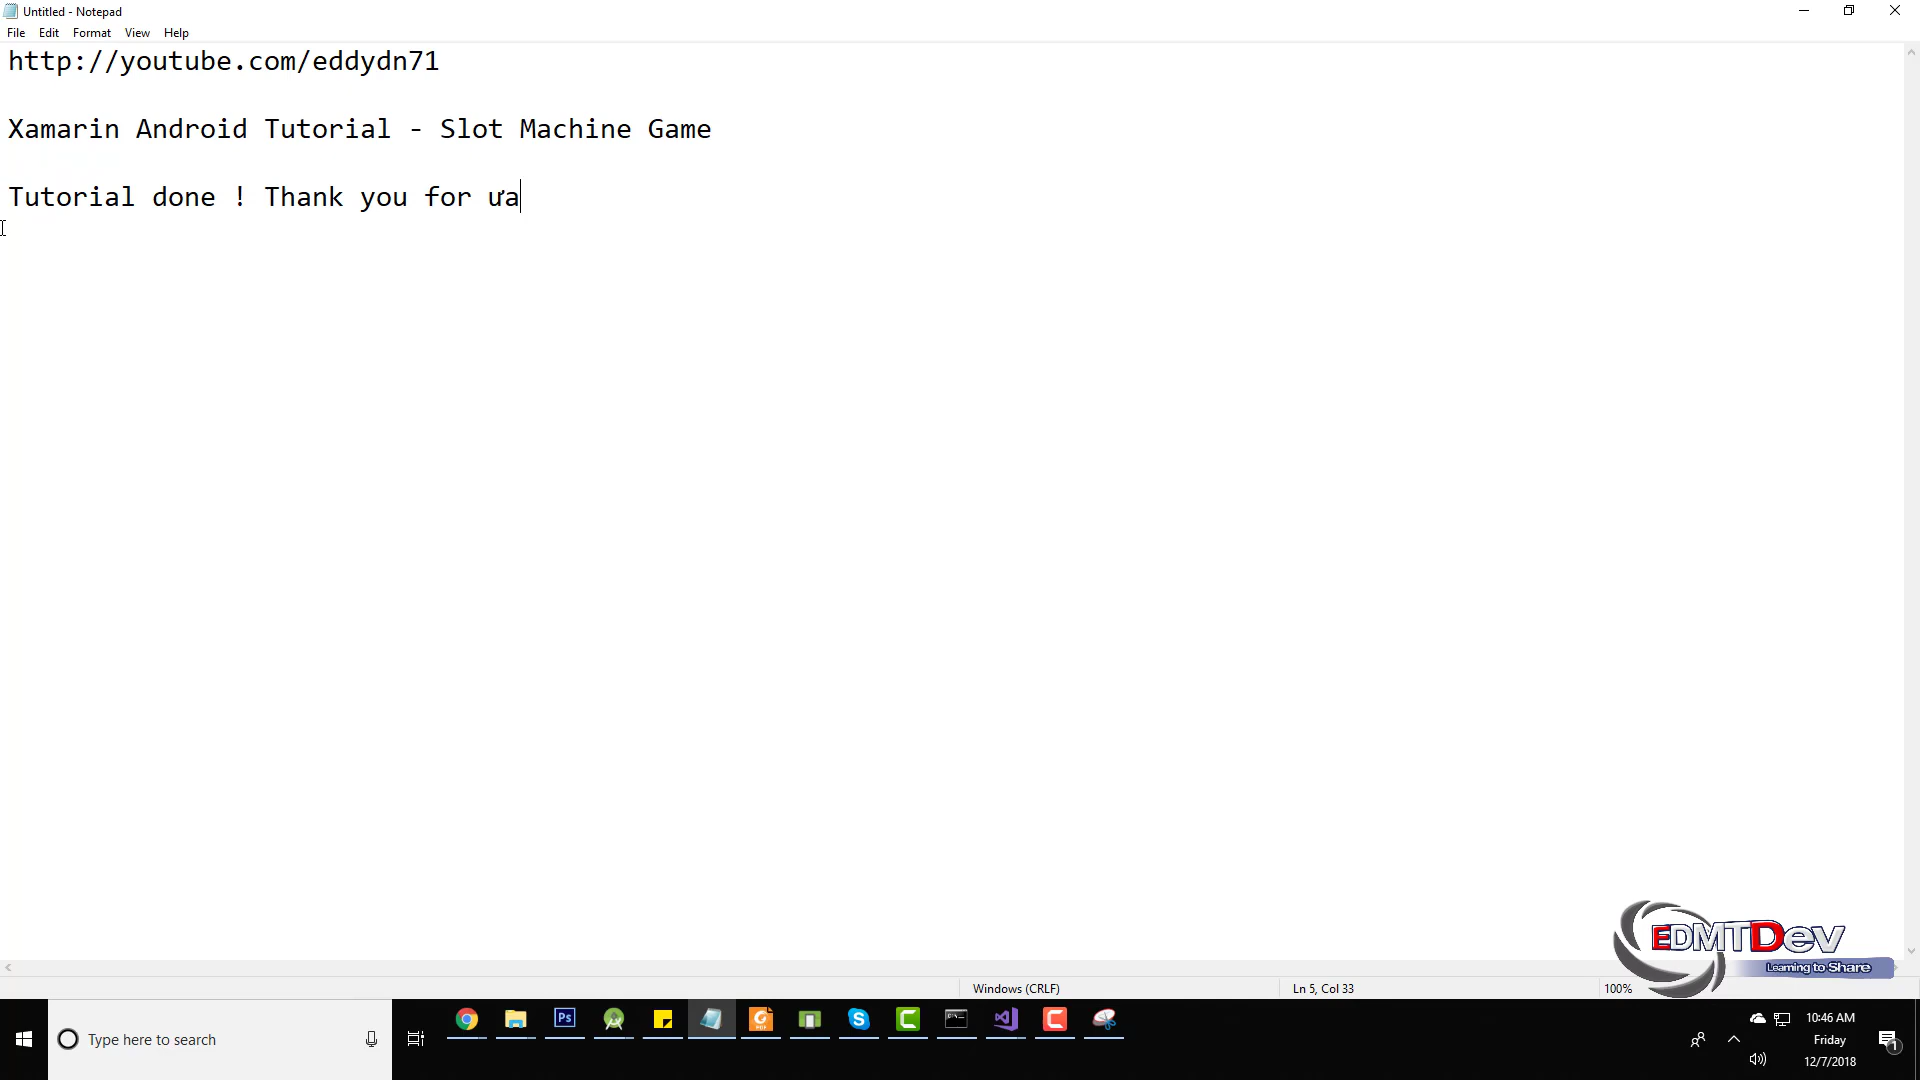 Untitled - Notepad
File Edit Format View Help
http://youtube.com/eddydn71
Xamarin Android Tutorial - Slot Machine Game
Tutorial done ! Thank you for ưa
EDMTDev
Learning to Share
Windows (CRLF) Ln 5, Col 33 100%
Type here to search
Ps
10:46 AM
Friday
12/7/2018
1